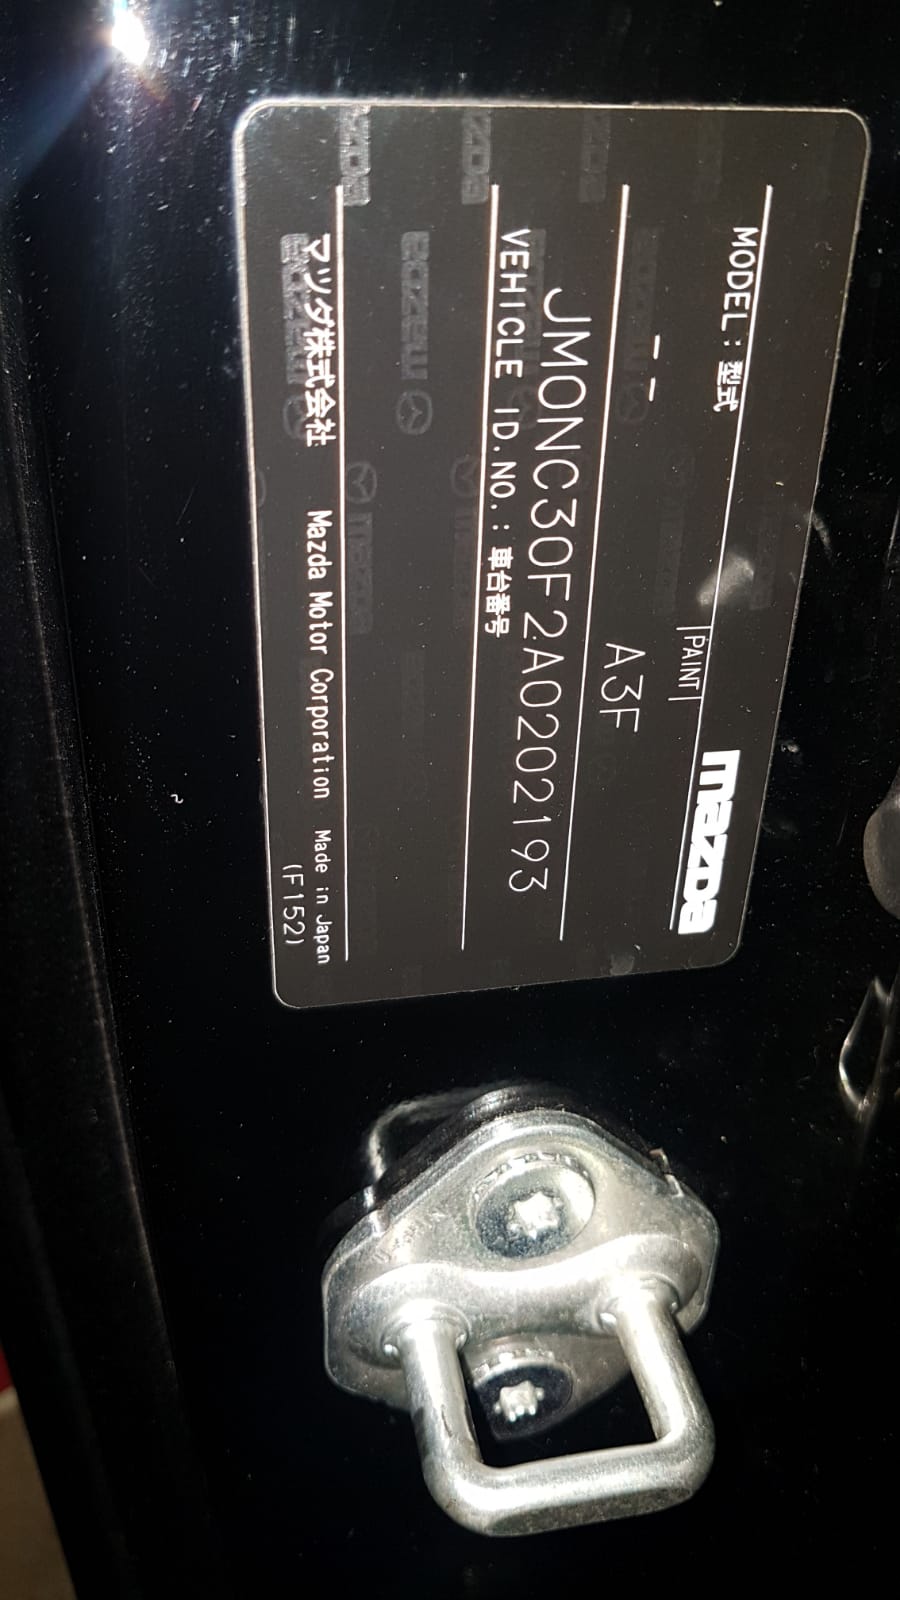 MODEL:型式 PAINT mazda
-- A3F
JM0NC30F2A0202193
VEHICLE ID.NO.:車台番号
マツダ株式会社 Mazda Motor Corporation Made in Japan
(F152)